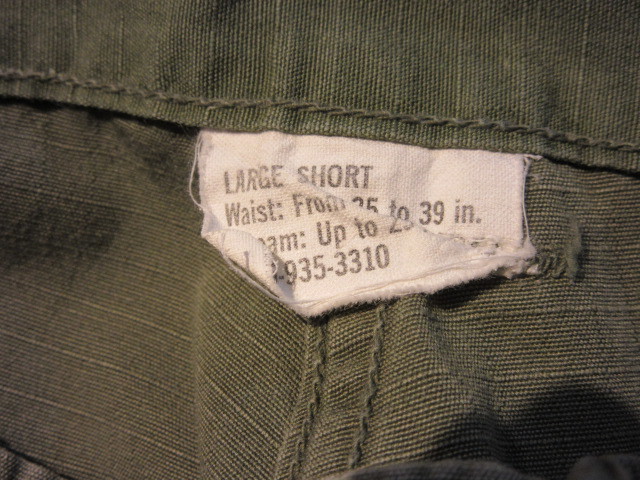 LARGE SHORT
Waist: From 35 to 39 in.
Up to
935-3310